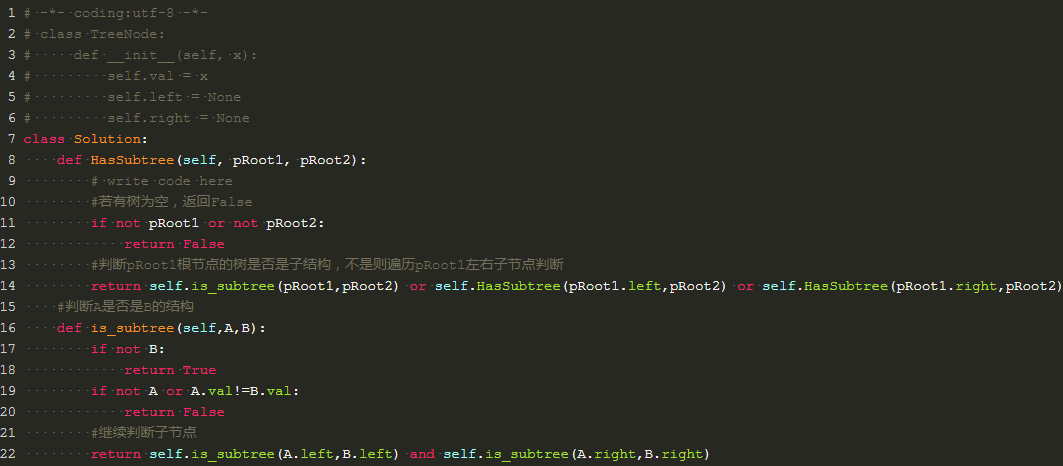 1 # -*- coding:utf-8 -*-
2 # class TreeNode:
3 #     def __init__(self, x):
4 #         self.val = x
5 #         self.left = None
6 #         self.right = None
7 class Solution:
8     def HasSubtree(self, pRoot1, pRoot2):
9         # write code here
10         #若有树为空，返回False
11         if not pRoot1 or not pRoot2:
12             return False
13         #判断pRoot1根节点的树是否是子结构，不是则遍历pRoot1左右子节点判断
14         return self.is_subtree(pRoot1,pRoot2) or self.HasSubtree(pRoot1.left,pRoot2) or self.HasSubtree(pRoot1.right,pRoot2)
15     #判断A是否是B的结构
16     def is_subtree(self,A,B):
17         if not B:
18             return True
19         if not A or A.val!=B.val:
20             return False
21         #继续判断子节点
22         return self.is_subtree(A.left,B.left) and self.is_subtree(A.right,B.right)